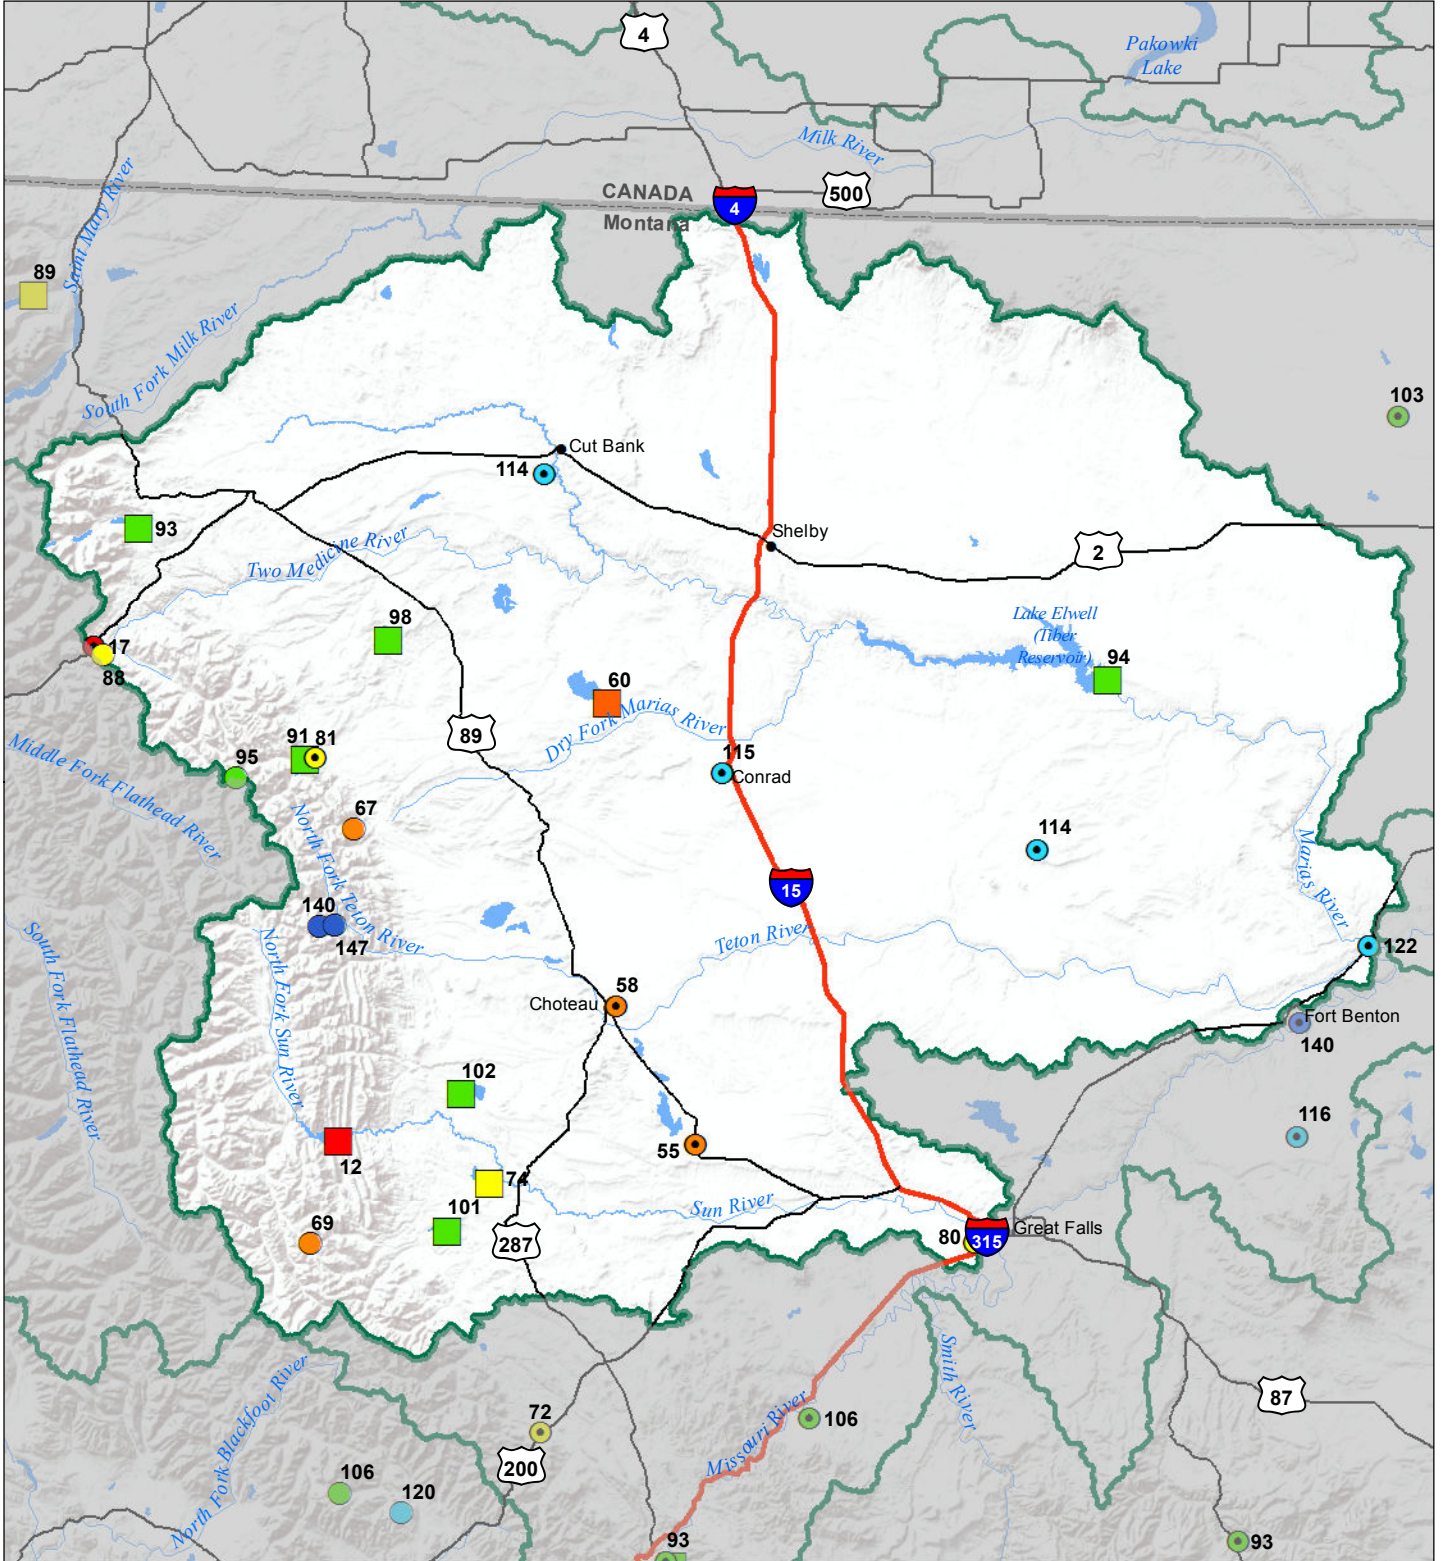 4
Pakowki
Lake
Milk River
CANADA
Montana
4
500
Saint Mary River
89
South Fork Milk River
103
Cut Bank
114
93
Shelby
2
Two Medicine River
Lake Elwell
(Tiber
Reservoir)
98
94
17
88
60
Dry Fork Marias River
89
Middle Fork Flathead River
95
91
81
115
Conrad
67
North Fork Teton River
114
Marias River
15
140
147
South Fork Flathead River
North Fork Sun River
Teton River
122
58
Choteau
Fort Benton
140
102
116
12
55
74
101
Sun River
69
287
80
315
Great Falls
Smith River
North Fork Blackfoot River
72
87
106
Missouri River
200
106
120
93
93